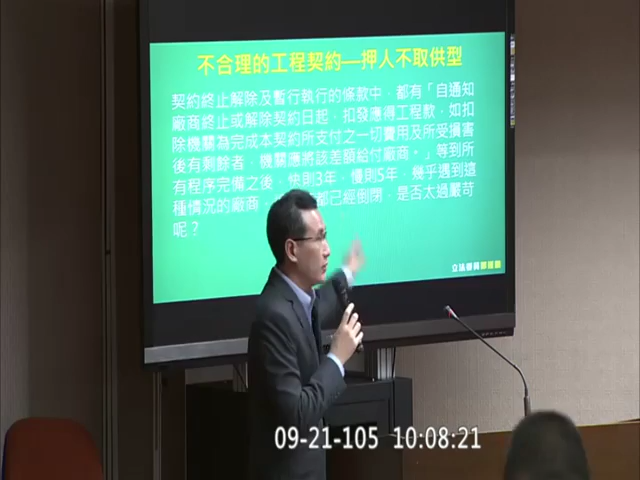 不合理的工程契約—押人不取供型
契約終止解除及暫行執行的條款中，都有「自通知
廠商終止或解除契約日起，扣發應得工程款，如扣
除機關為完成本契約所支付之一切費用及所受損害
後有剩餘者，機關應將該差額給付廠商。」等到所
有程序完備之後，快則3年，慢則5年，幾乎遇到這
種情況的廠商，都已經倒閉，是否太過嚴苛
呢？
立法委員
09-21-105 10:08:21